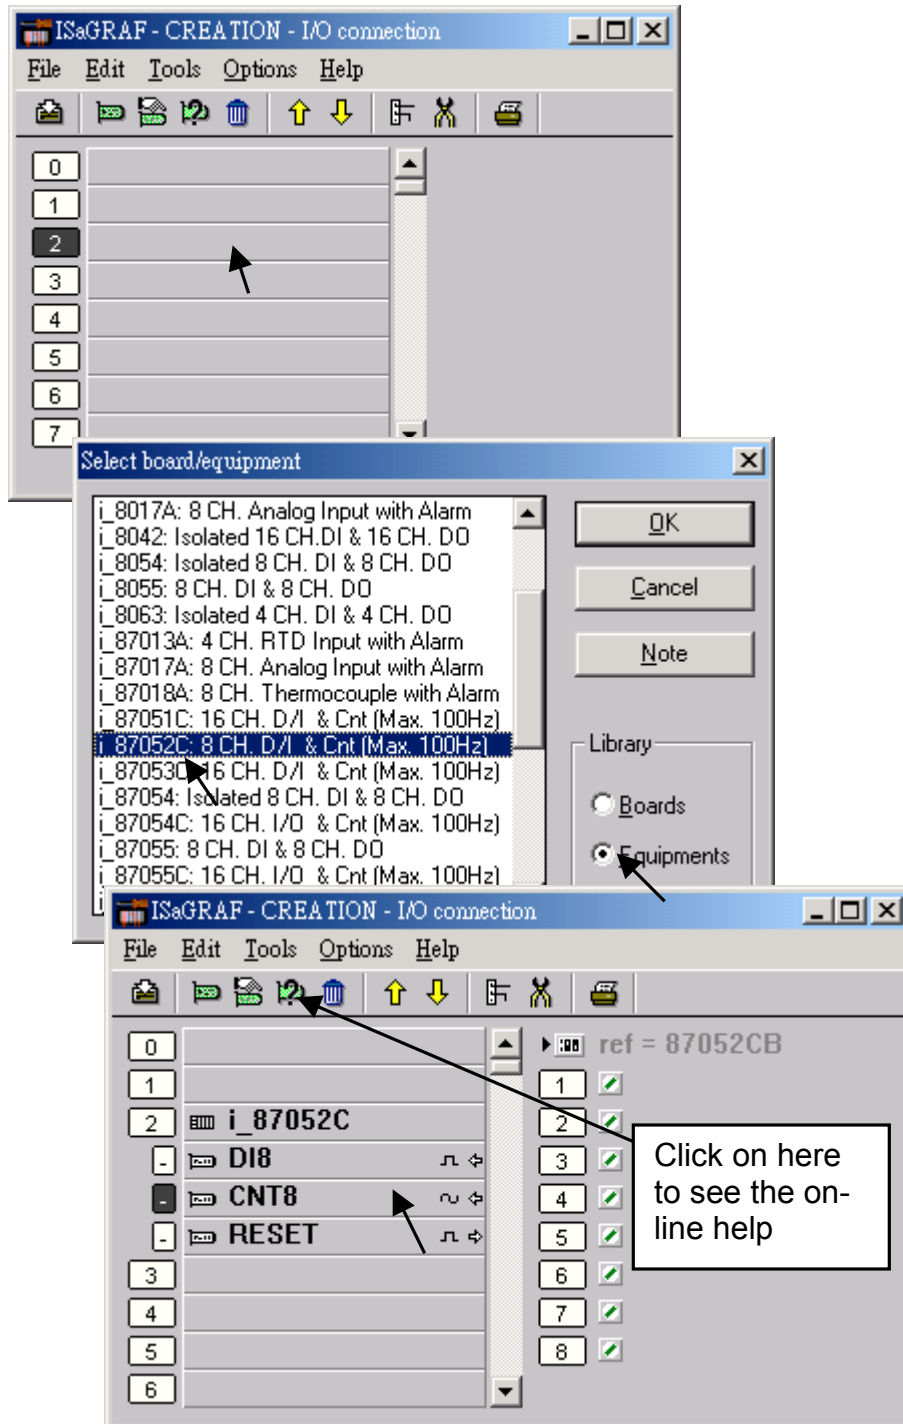 ISaGRAF - CREATION - I/O connection
File Edit Tools Options Help
0
1
2
3
4
5
6
7
Select board/equipment
i_8017A: 8 CH. Analog Input with Alarm
i_8042: Isolated 16 CH.DI & 16 CH. DO
i_8054: Isolated 8 CH. DI & 8 CH. DO
i_8055: 8 CH. DI & 8 CH. DO
i_8063: Isolated 4 CH. DI & 4 CH. DO
i_87013A: 4 CH. RTD Input with Alarm
i_87017A: 8 CH. Analog Input with Alarm
i_87018A: 8 CH. Thermocouple with Alarm
i_87051C: 16 CH. D/I & Cnt (Max. 100Hz)
i_87052C: 8 CH. D/I & Cnt (Max. 100Hz)
i_87053C: 16 CH. D/I & Cnt (Max. 100Hz)
i_87054: Isolated 8 CH. DI & 8 CH. DO
i_87054C: 16 CH. I/O & Cnt (Max. 100Hz)
i_87055: 8 CH. DI & 8 CH. DO
i_87055C: 16 CH. I/O & Cnt (Max. 100Hz)
OK
Cancel
Note
Library
Boards
Equipments
ISaGRAF - CREATION - I/O connection
File Edit Tools Options Help
0
1
2 i_87052C
- DI8
- CNT8
- RESET
3
4
5
6
ref = 87052CB
1
2
3
4
5
6
7
8
Click on here
to see the on-
line help